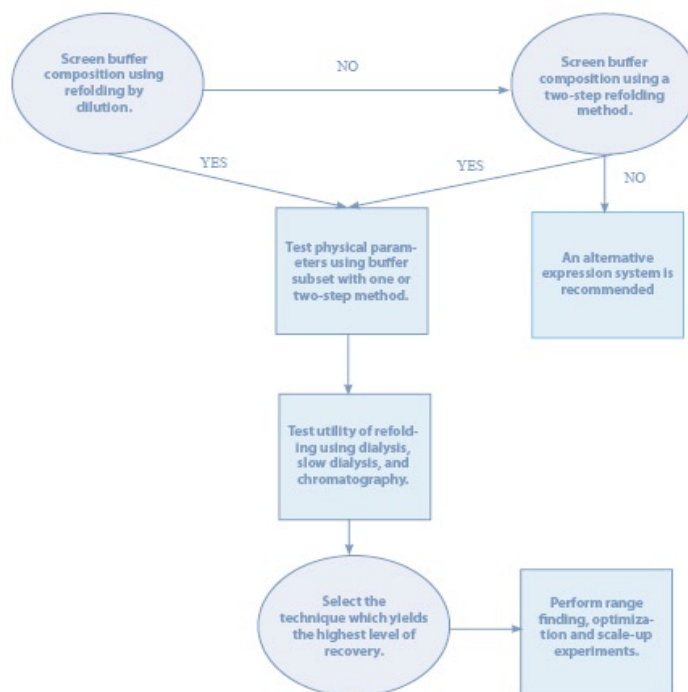 Screen buffer
composition using
refolding by
dilution.
NO
Screen buffer
composition using a
two-step refolding
method.
YES
YES
NO
Test physical param-
eters using buffer
subset with one or
two-step method.
An alternative
expression system is
recommended
Test utility of refold-
ing using dialysis,
slow dialysis, and
chromatography.
Select the
technique which yields
the highest level of
recovery.
Perform range
finding, optimiza-
tion and scale-up
experiments.